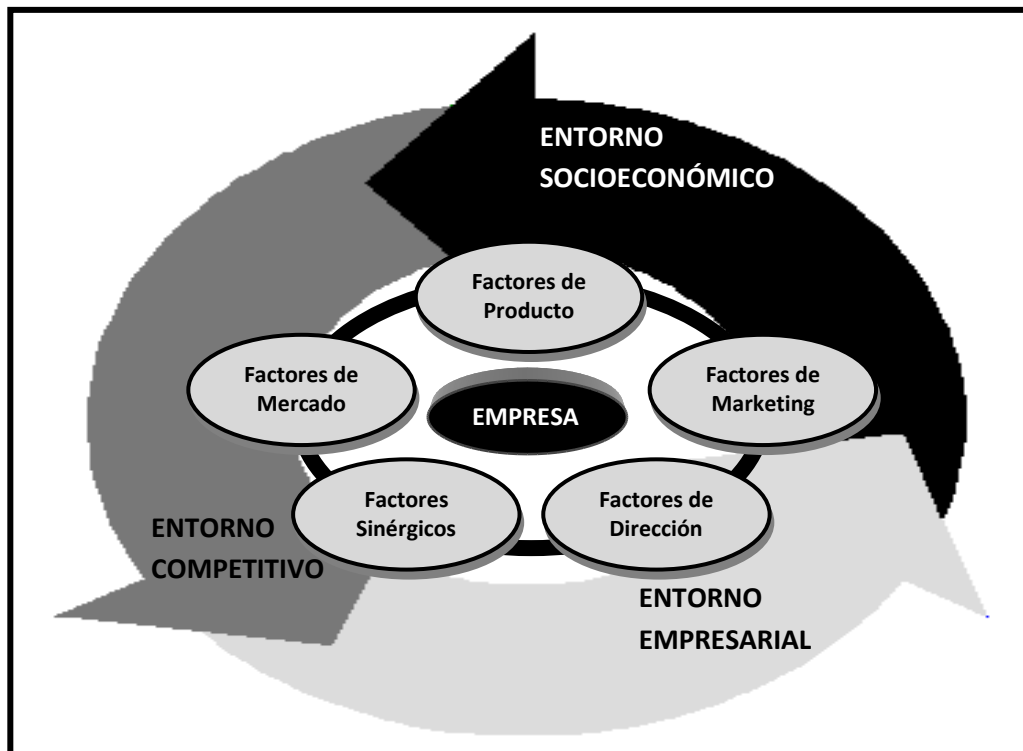 ENTORNO
SOCIOECONÓMICO
Factores de
Producto
Factores de
Mercado
Factores de
Marketing
EMPRESA
Factores
Sinérgicos
Factores de
Dirección
ENTORNO
COMPETITIVO
ENTORNO
EMPRESARIAL